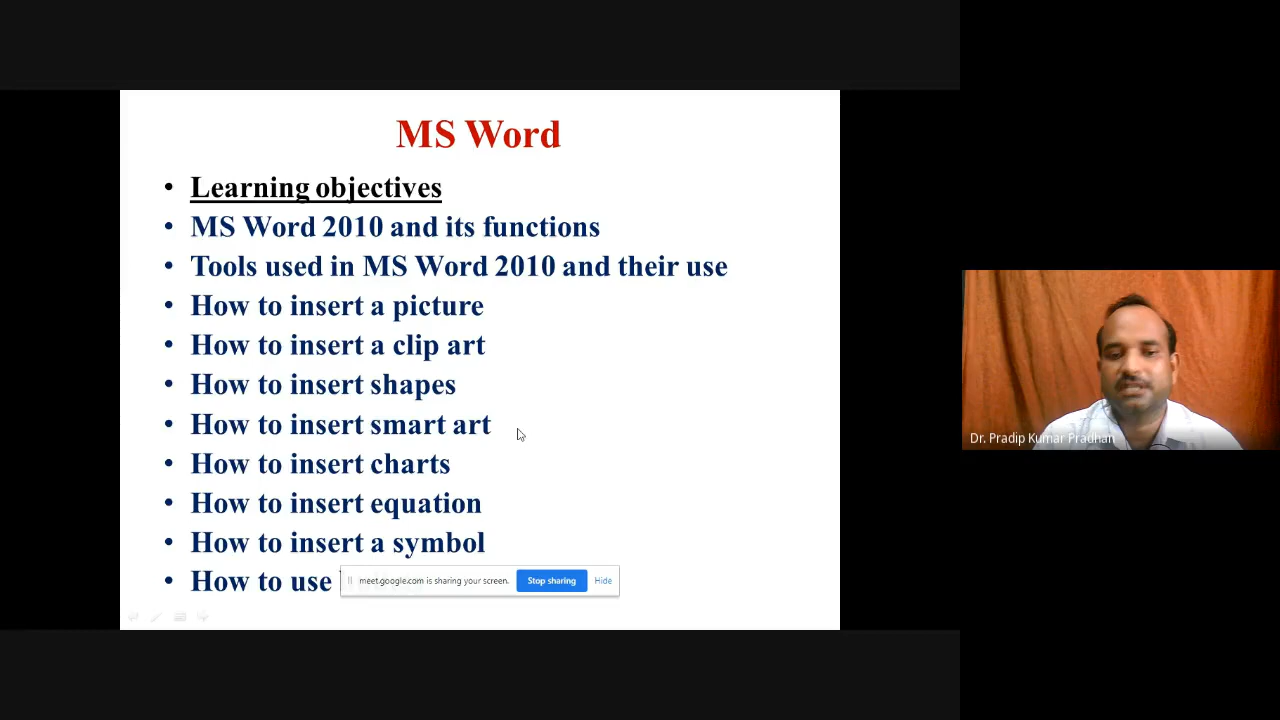 MS Word
• Learning objectives
• MS Word 2010 and its functions
• Tools used in MS Word 2010 and their use
• How to insert a picture
• How to insert a clip art
• How to insert shapes
• How to insert smart art
• How to insert charts
• How to insert equation
• How to insert a symbol
• How to use
meet.google.com is sharing your screen. Stop sharing Hide
Dr. Pradip Kumar Pradhan